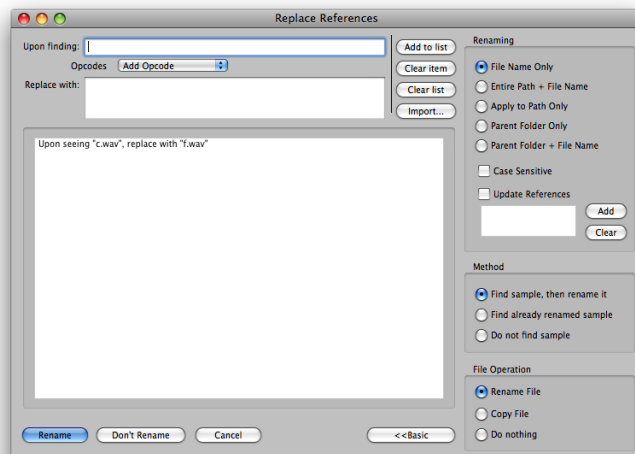 Replace References
Upon finding:
Add to list
Opcodes
Add Opcode
Clear item
Replace with:
Clear list
Import...
Upon seeing "c.wav", replace with "f.wav"
Rename
Don't Rename
Cancel
<<Basic
Renaming
File Name Only
Entire Path + File Name
Apply to Path Only
Parent Folder Only
Parent Folder + File Name
Case Sensitive
Update References
Add
Clear
Method
Find sample, then rename it
Find already renamed sample
Do not find sample
File Operation
Rename File
Copy File
Do nothing